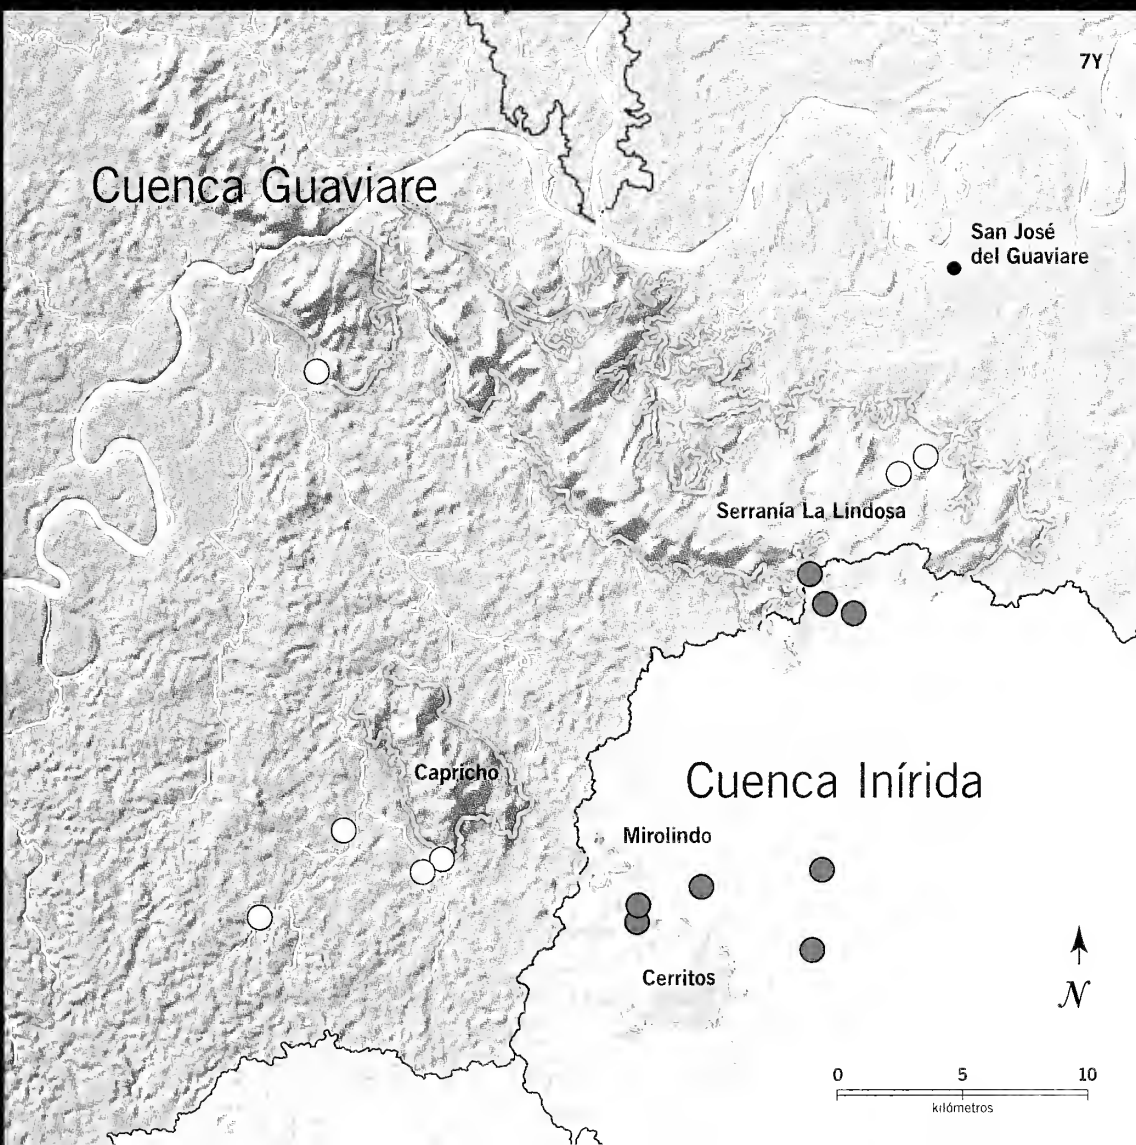 7Y
Cuenca Guaviare
San José
del Guaviare
Serranía La Lindosa
Capricho
Cuenca Inírida
Mirolindo
Cerritos
N
0 5 10
kilómetros